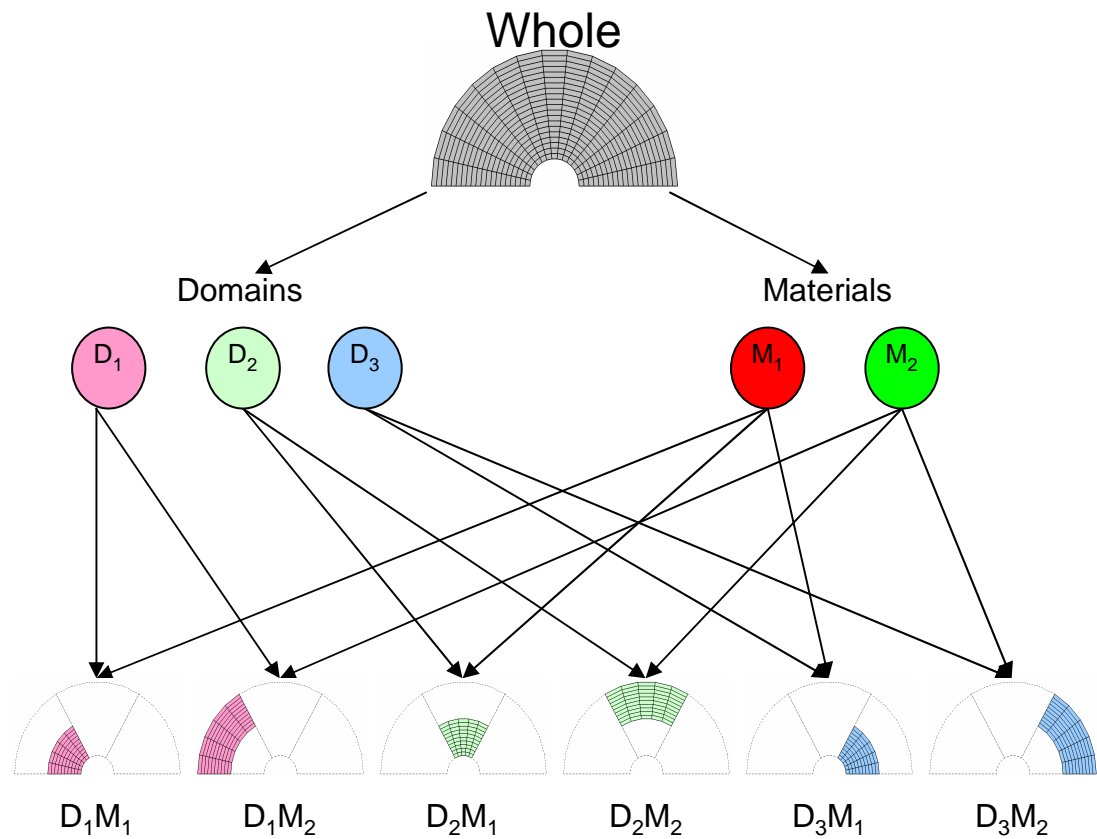 Whole
Domains Materials
D₁ D₂ D₃ M₁ M₂
D₁M₁ D₁M₂ D₂M₁ D₂M₂ D₃M₁ D₃M₂